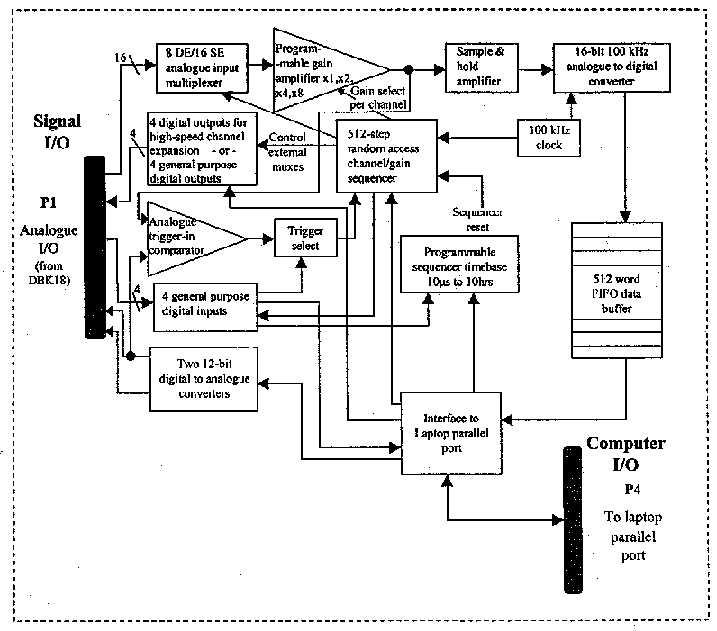 16
8 DE/16 SE
analogue input
multiplexer
Program-
-mable gain
amplifier x1,x2,
x4,x8
Sample &
hold
amplifier
16-bit 100 kHz
analogue to digital
converter
Gain select
per channel
Signal
I/O
P1
Analogue
I/O
(from
DBK18)
4
4 digital outputs for
high-speed channel
expansion - or -
4 general purpose
digital outputs
Control
external
muxes
512-step
random access
channel/gain
sequencer
100 kHz
clock
Analogue
trigger-in
comparator
Trigger
select
Sequencer
reset
Programmable
sequencer timebase
10µs to 10hrs
512 word
FIFO data
buffer
4
4 general purpose
digital inputs
Two 12-bit
digital to analogue
converters
Interface to
Laptop parallel
port
Computer
I/O
P4
To laptop
parallel
port